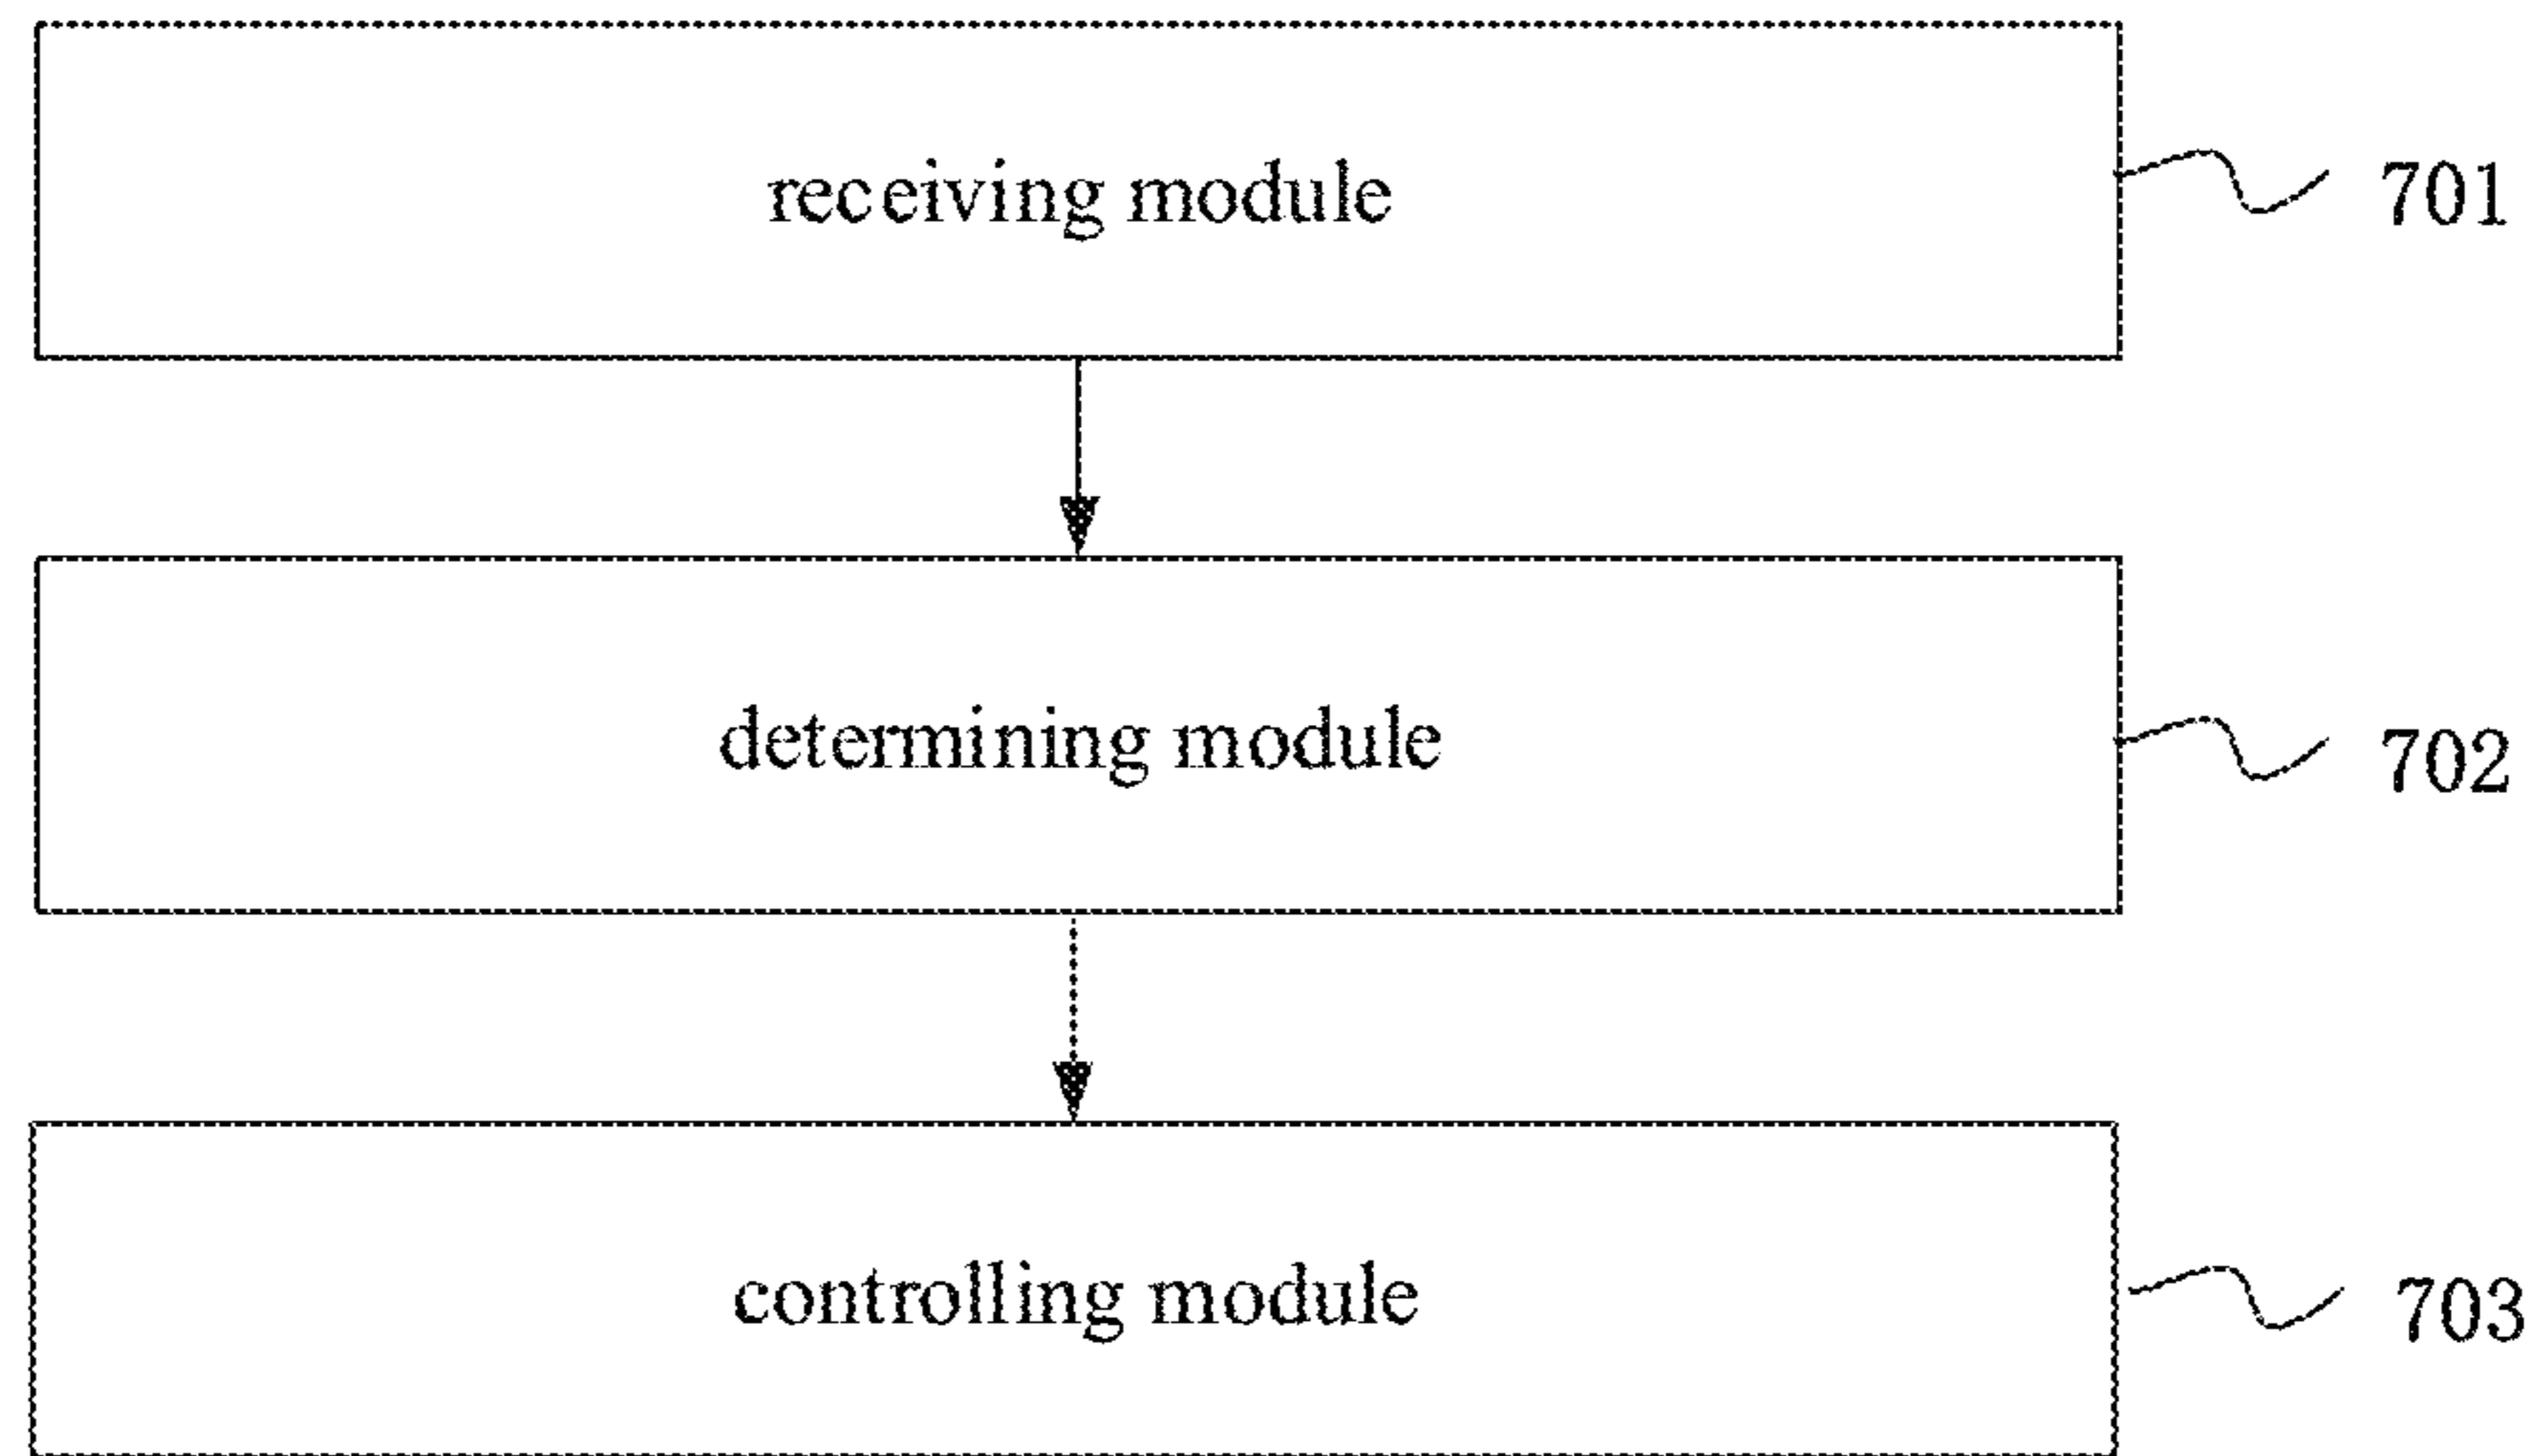 receiving module 701
determining module 702
controlling module 703